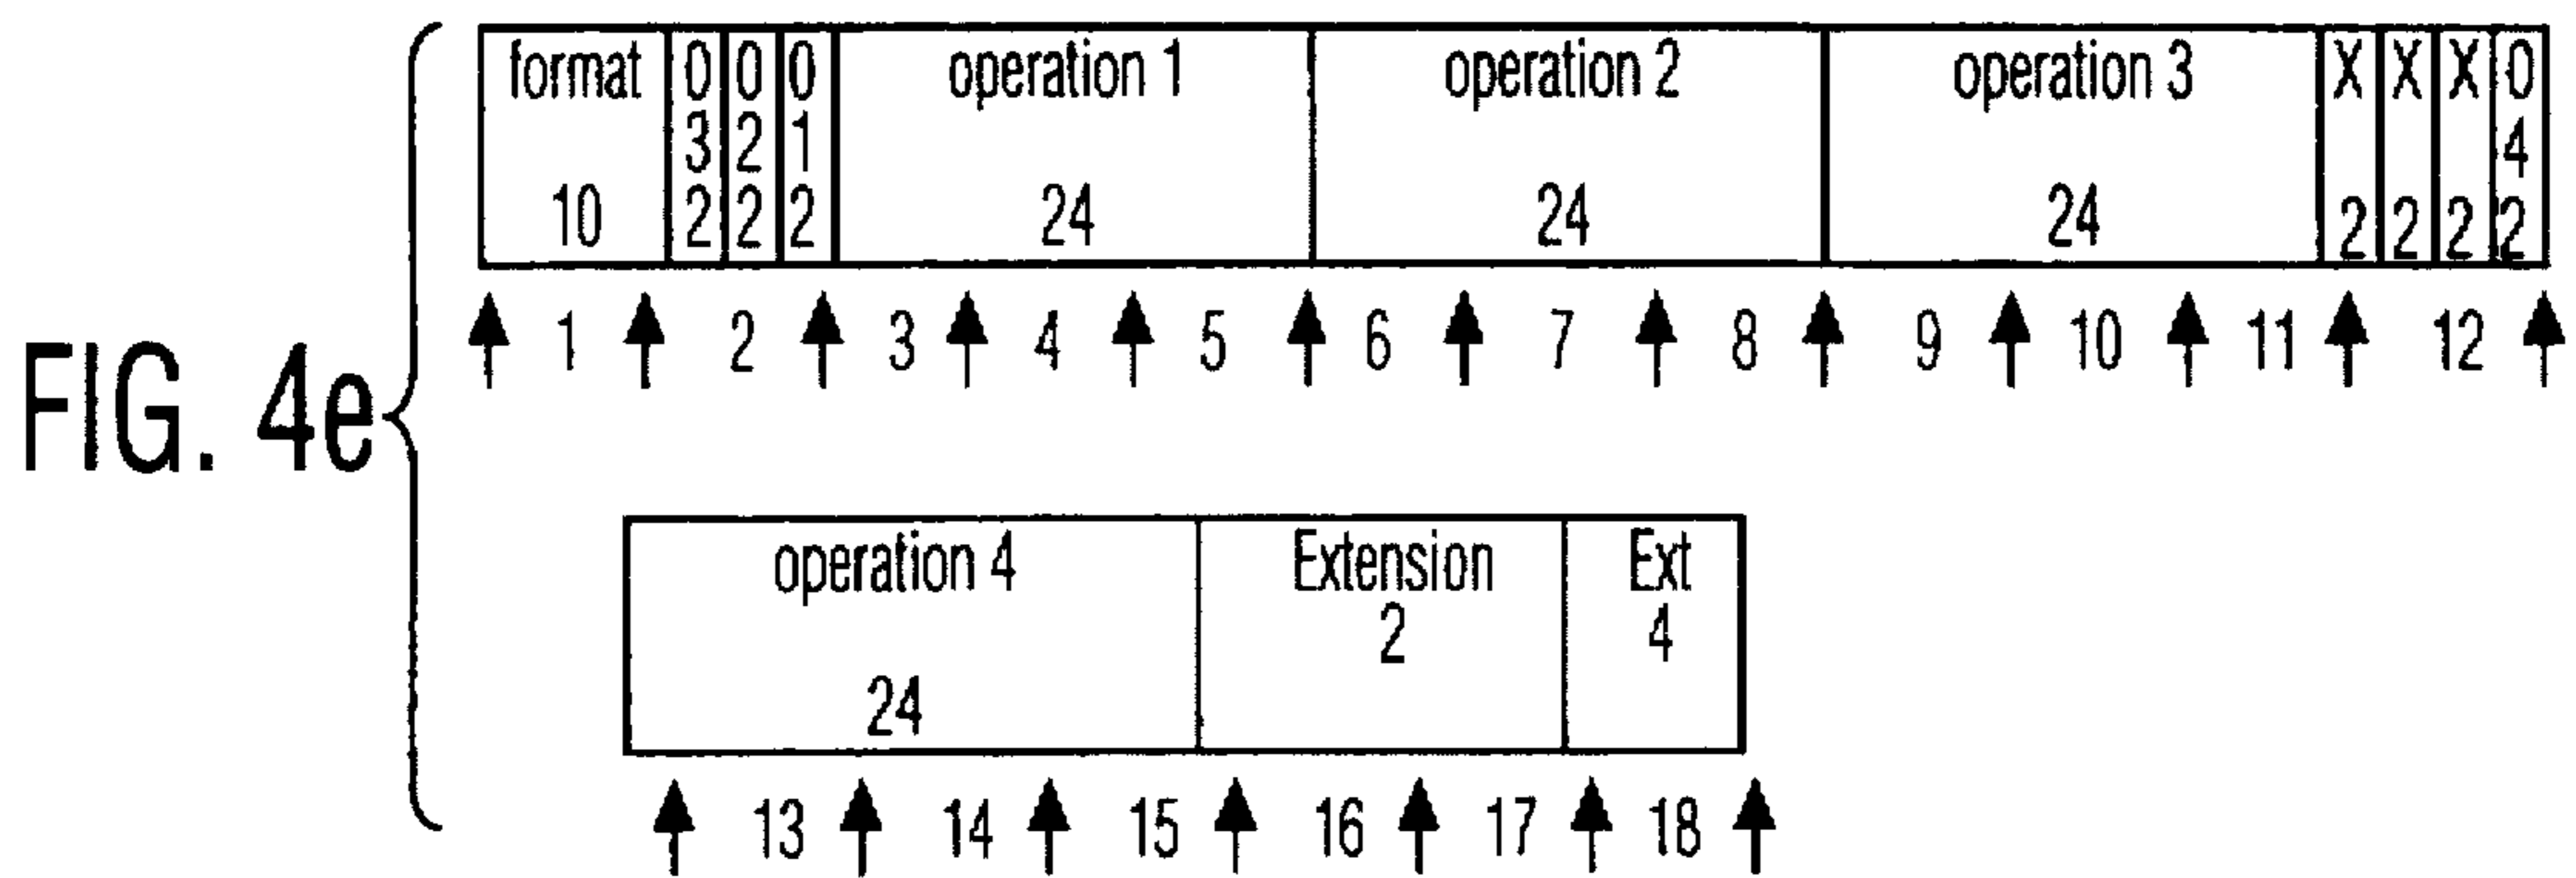 FIG. 4e
format 0 0 0 operation 1 operation 2 operation 3 X X X 0
3 2 1 4
10 2 2 2 24 24 24 2 2 2 2
1 2 3 4 5 6 7 8 9 10 11 12
operation 4 Extension Ext
2 4
24
13 14 15 16 17 18